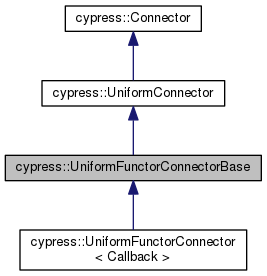 cypress::Connector
cypress::UniformConnector
cypress::UniformFunctorConnectorBase
cypress::UniformFunctorConnector
< Callback >